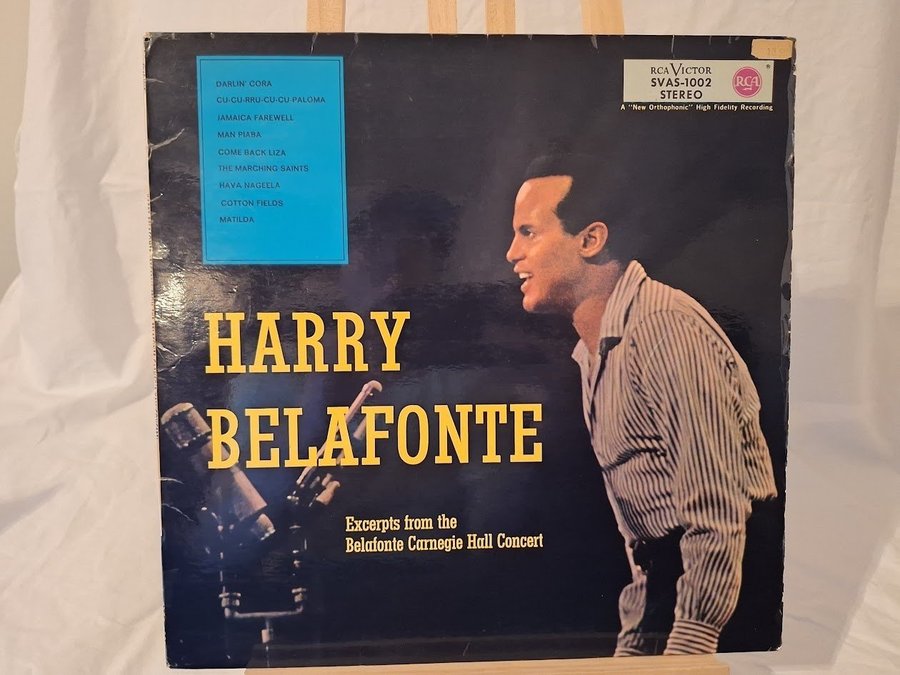 DARLIN' CORA
CU-CU-RRU-CU-CU-PALOMA
JAMAICA FAREWELL
MAN PIABA
COME BACK LIZA
THE MARCHING SAINTS
HAVA NAGEELA
COTTON FIELDS
MATILDA
RCA VICTOR
SVAS-1002
STEREO
RCA
®
A "New Orthophonic" High Fidelity Recording
HARRY
BELAFONTE
Excerpts from the
Belafonte Carnegie Hall Concert